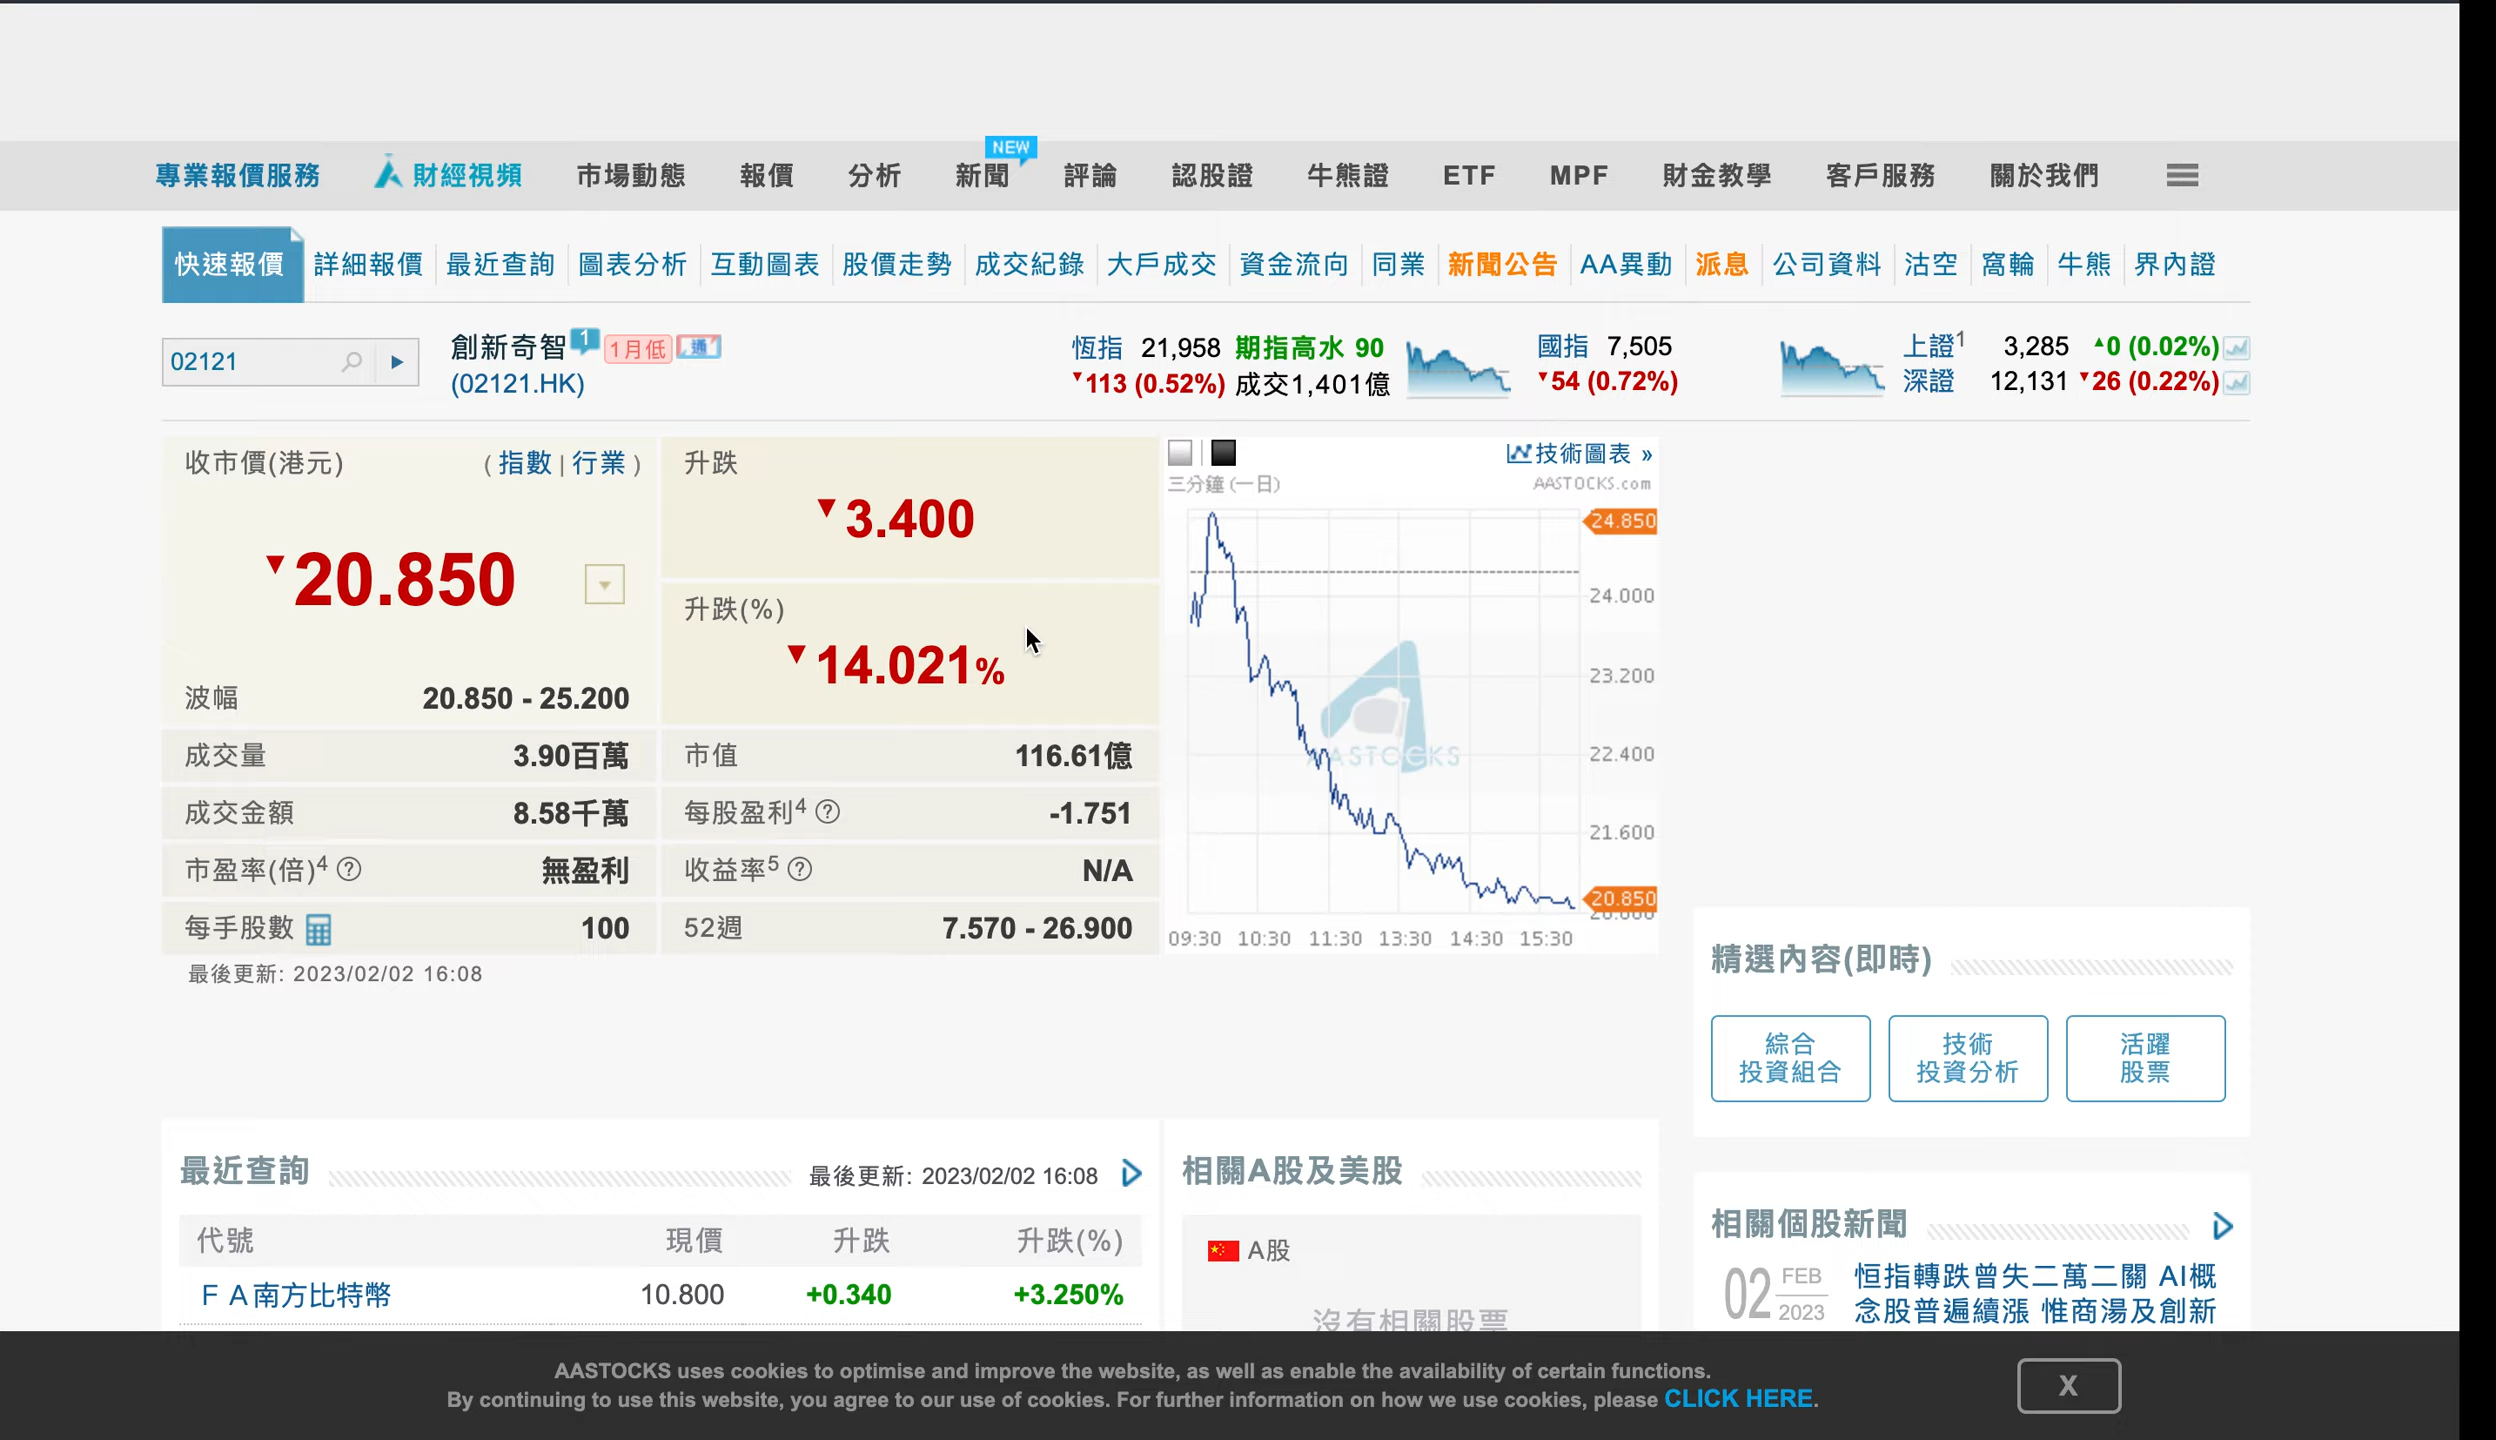 NEW
專業報價服務 財經視頻 市場動態 報價 分析 新聞 評論 認股證 牛熊證 ETF MPF 財金教學 客戶服務 關於我們
快速報價 詳細報價 最近查詢 圖表分析 互動圖表 股價走勢 成交紀錄 大戶成交 資金流向 同業 新聞公告 AA異動 派息 公司資料 沽空 窩輪 牛熊 界內證
02121
創新奇智 1 1月低 通
(02121.HK)
恆指 21,958 期指高水 90
▼113 (0.52%) 成交1,401億
國指 7,505
▼54 (0.72%)
上證1 3,285 ▲0 (0.02%)
深證 12,131 ▼26 (0.22%)
收市價(港元) ( 指數 | 行業 )
▼20.850
波幅 20.850 - 25.200
升跌
▼3.400
升跌(%)
▼14.021%
成交量 3.90百萬 市值 116.61億
成交金額 8.58千萬 每股盈利4 ? -1.751
市盈率(倍)4 ? 無盈利 收益率5 ? N/A
每手股數 100 52週 7.570 - 26.900
最後更新: 2023/02/02 16:08
技術圖表 »
三分鐘 (一日) AASTOCKS.com
24.850
24.000
23.200
22.400
21.600
20.850
20.000
AASTOCKS
09:30 10:30 11:30 13:30 14:30 15:30
精選內容(即時)
綜合
投資組合
技術
投資分析
活躍
股票
最近查詢 最後更新: 2023/02/02 16:08
代號 現價 升跌 升跌(%)
ＦＡ南方比特幣 10.800 +0.340 +3.250%
相關A股及美股
A股
沒有相關股票
相關個股新聞
02 FEB 2023
恒指轉跌曾失二萬二關 AI概
念股普遍續漲 惟商湯及創新
AASTOCKS uses cookies to optimise and improve the website, as well as enable the availability of certain functions.
By continuing to use this website, you agree to our use of cookies. For further information on how we use cookies, please CLICK HERE.
X